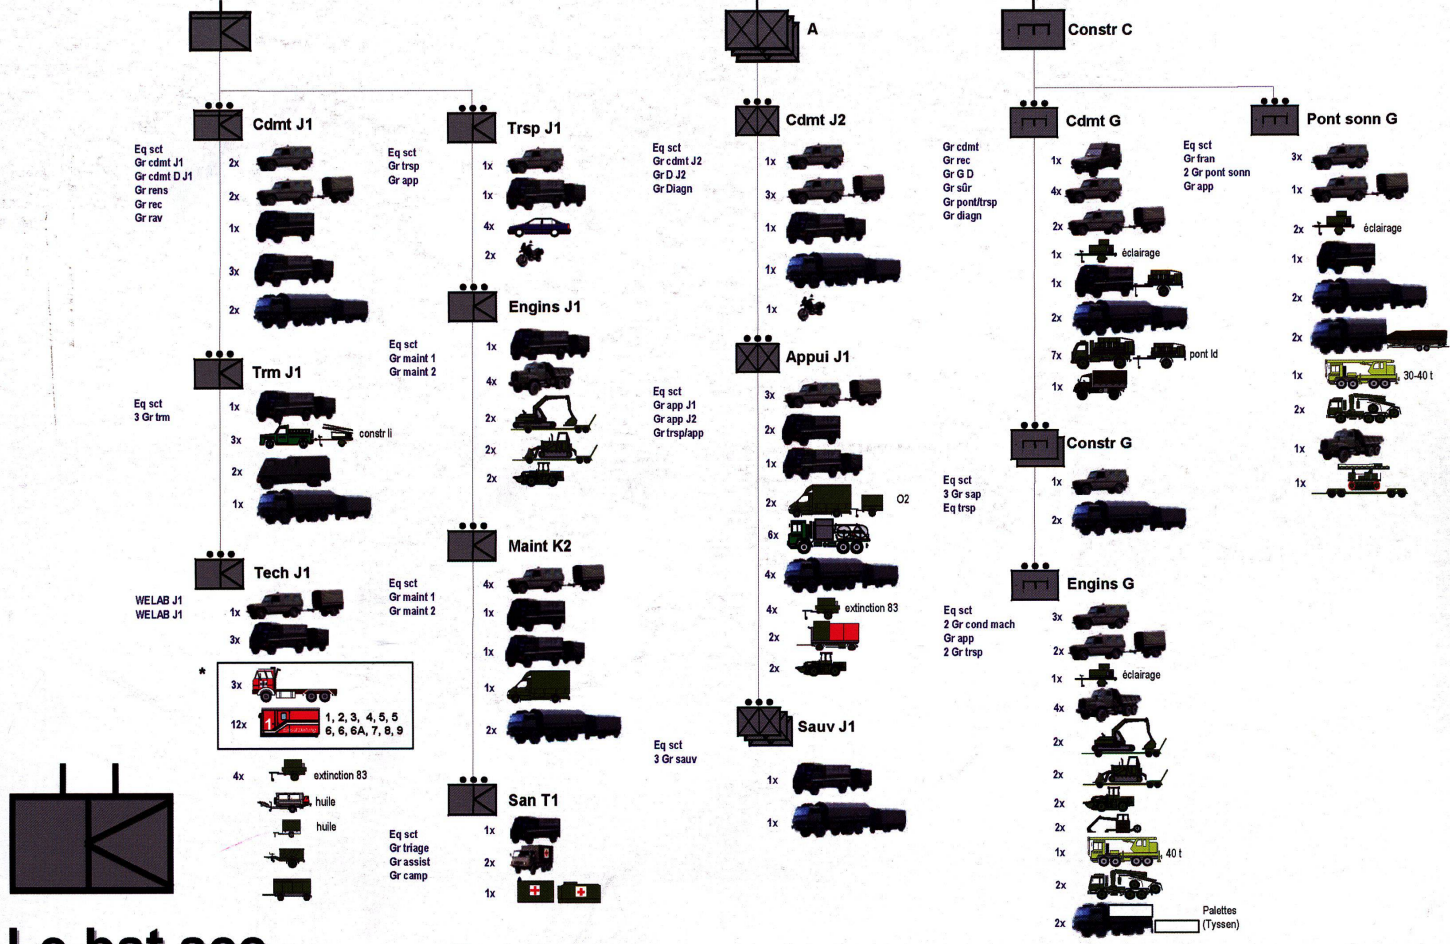 A
Constr C
Cdmt J1
Eq sct
Gr cdmt J1
Gr cdmt D J1
Gr rens
Gr rec
Gr rav
2x
2x
1x
3x
2x
Trm J1
Eq sct
3 Gr trm
1x
3x
constr li
2x
1x
Tech J1
WELAB J1
WELAB J1
1x
3x
*
3x
12x
1
1, 2, 3, 4, 5, 5
6, 6, 6A, 7, 8, 9
4x
extinction 83
huile
huile
Trsp J1
Eq sct
Gr trsp
Gr app
1x
1x
4x
2x
Engins J1
Eq sct
Gr maint 1
Gr maint 2
1x
4x
2x
2x
2x
Maint K2
Eq sct
Gr maint 1
Gr maint 2
4x
1x
1x
1x
2x
San T1
Eq sct
Gr triage
Gr assist
Gr camp
1x
2x
1x
Cdmt J2
Eq sct
Gr cdmt J2
Gr D J2
Gr Diagn
1x
3x
1x
1x
1x
Appui J1
Eq sct
Gr app J1
Gr app J2
Gr trsp/app
3x
2x
1x
2x
O2
6x
4x
4x
extinction 83
2x
2x
Sauv J1
Eq sct
3 Gr sauv
1x
1x
Cdmt G
Gr cdmt
Gr rec
Gr G D
Gr sûr
Gr pont/trsp
Gr diagn
1x
4x
2x
1x
éclairage
1x
2x
7x
pont ld
1x
Constr G
Eq sct
3 Gr sap
Eq trsp
1x
2x
Engins G
Eq sct
2 Gr cond mach
Gr app
2 Gr trsp
3x
2x
1x
éclairage
4x
2x
2x
2x
2x
1x
40 t
2x
2x
Palettes
(Tyssen)
Pont sonn G
Eq sct
Gr fran
2 Gr pont sonn
Gr app
3x
1x
2x
éclairage
1x
2x
2x
1x
30-40 t
2x
1x
1x
Le bat acc